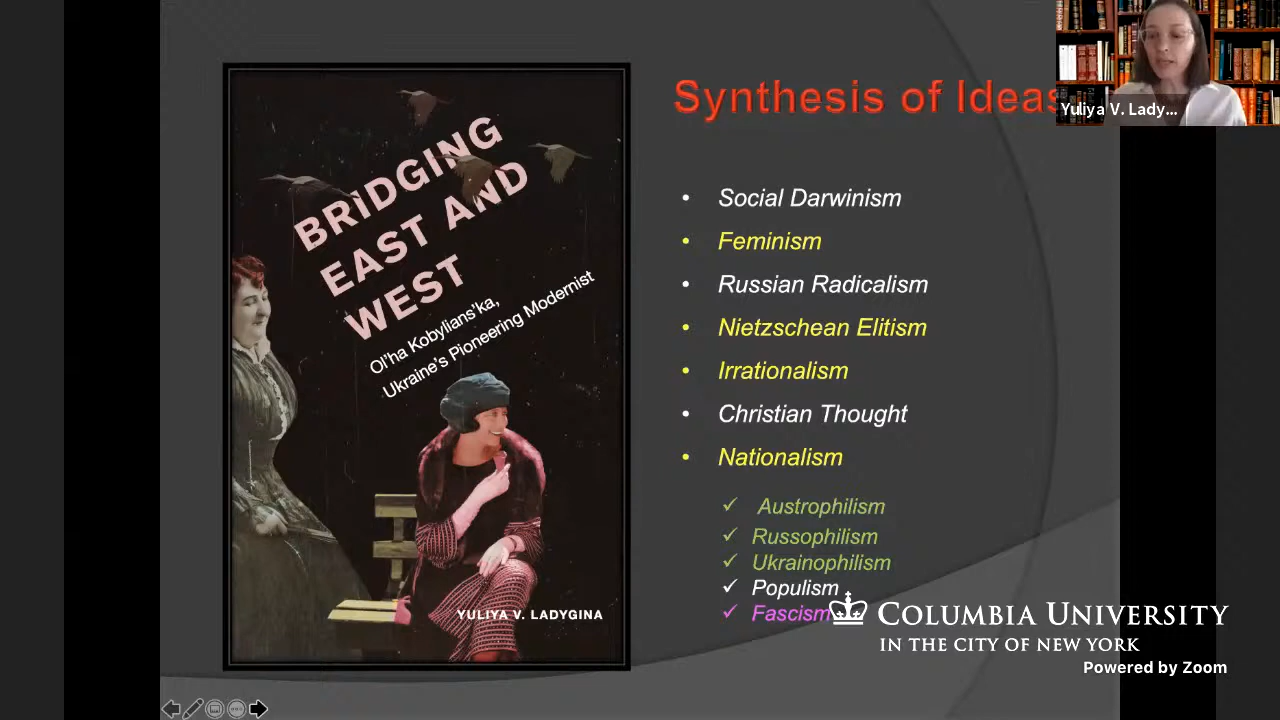 Synthesis of Ideas
Yuliya V. Lady...
BRIDGING
EAST AND
WEST
Ol'ha Kobylians'ka,
Ukraine's Pioneering Modernist
YULIYA V. LADYGINA
• Social Darwinism
• Feminism
• Russian Radicalism
• Nietzschean Elitism
• Irrationalism
• Christian Thought
• Nationalism
✓ Austrophilism
✓ Russophilism
✓ Ukrainophilism
✓ Populism
✓ Fascism
COLUMBIA UNIVERSITY
IN THE CITY OF NEW YORK
Powered by Zoom